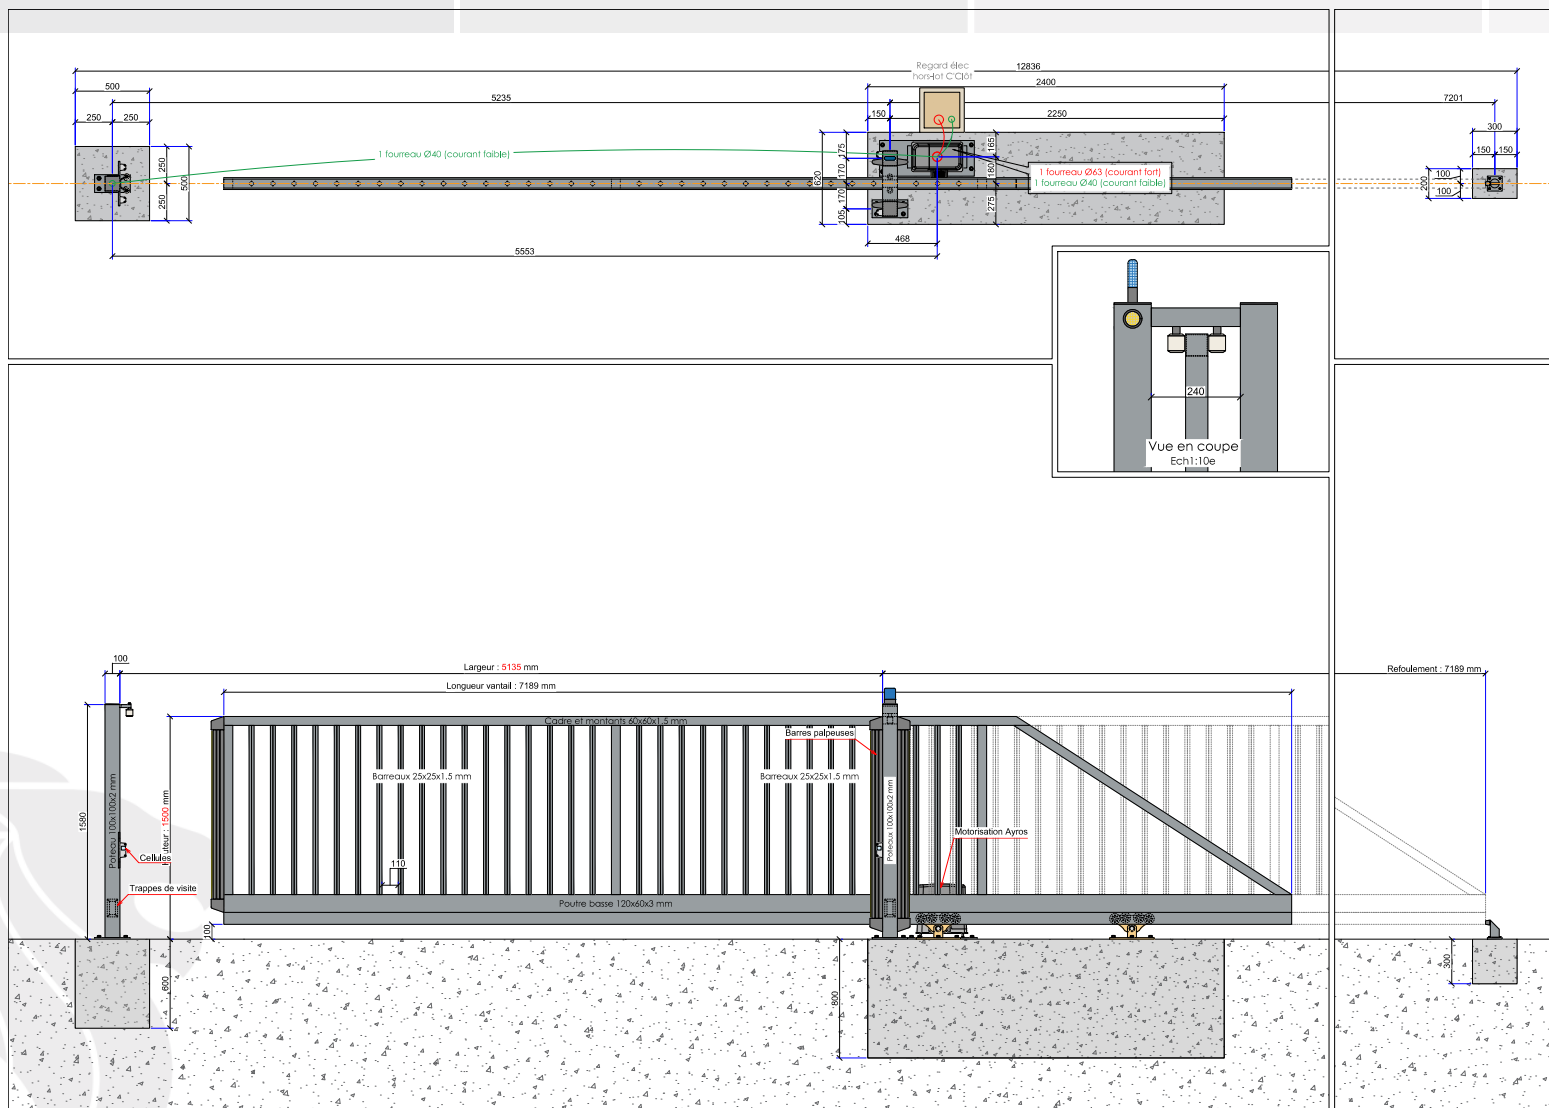 Regard élec
hors-lot C'Clôt
12836
500
2400
5235
7201
250
250
150
2250
300
150
150
1 fourreau Ø40 (courant faible)
250
500
250
175
170
620
170
105
165
180
275
1 fourreau Ø63 (courant fort)
1 fourreau Ø40 (courant faible)
100
200
100
468
5553
240
Vue en coupe
Ech1:10e
100
Largeur : 5135 mm
Refoulement : 7189 mm
Longueur vantail : 7189 mm
Cadre et montants 60x60x1.5 mm
Barres palpeuses
Barreaux 25x25x1.5 mm
Barreaux 25x25x1.5 mm
1580
Poteau 100x100x2 mm
Hauteur : 1500 mm
Poteaux 100x100x2 mm
Motorisation Ayros
Cellules
110
Trappes de visite
Poutre basse 120x60x3 mm
100
600
800
300